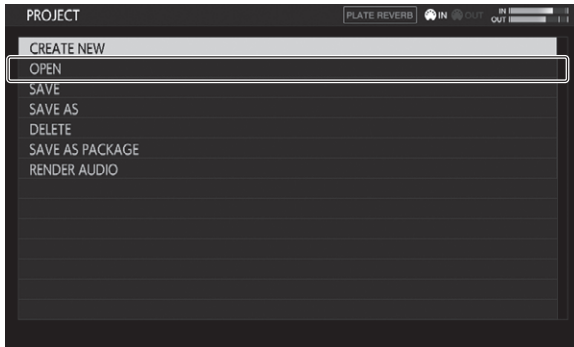 PROJECT PLATE REVERB IN OUT IN
OUT
CREATE NEW
OPEN
SAVE
SAVE AS
DELETE
SAVE AS PACKAGE
RENDER AUDIO